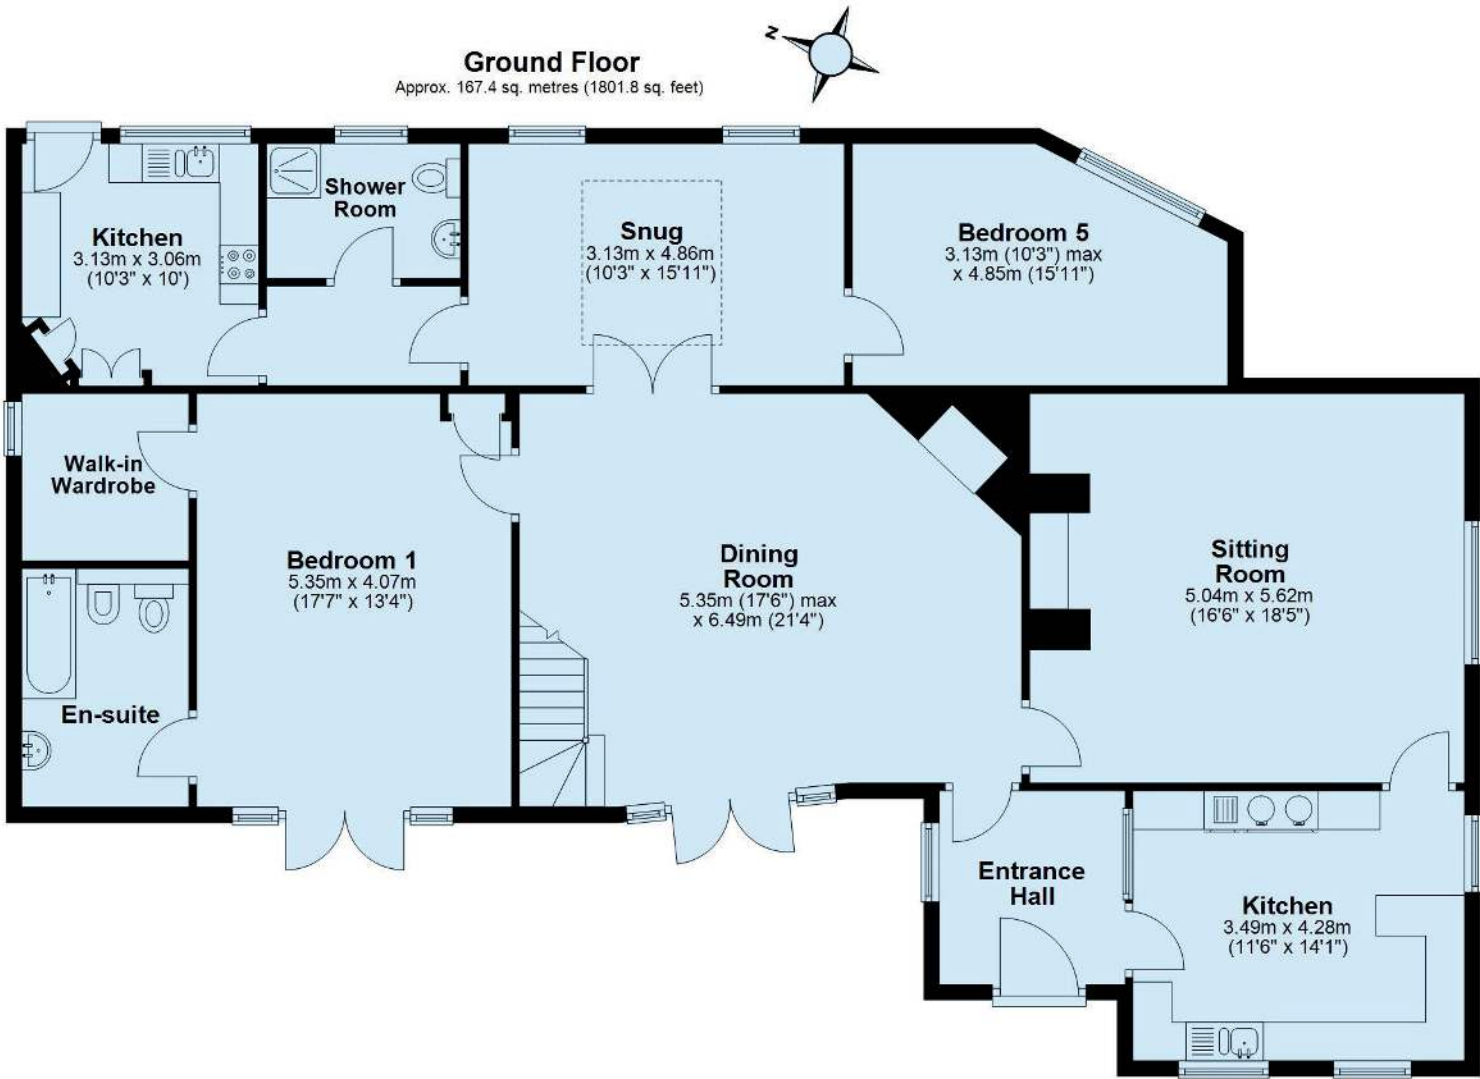 N
Ground Floor
Approx. 167.4 sq. metres (1801.8 sq. feet)
Kitchen
3.13m x 3.06m
(10'3" x 10')
Shower
Room
Snug
3.13m x 4.86m
(10'3" x 15'11")
Bedroom 5
3.13m (10'3") max
x 4.85m (15'11")
Walk-in
Wardrobe
Bedroom 1
5.35m x 4.07m
(17'7" x 13'4")
Dining
Room
5.35m (17'6") max
x 6.49m (21'4")
Sitting
Room
5.04m x 5.62m
(16'6" x 18'5")
En-suite
Entrance
Hall
Kitchen
3.49m x 4.28m
(11'6" x 14'1")